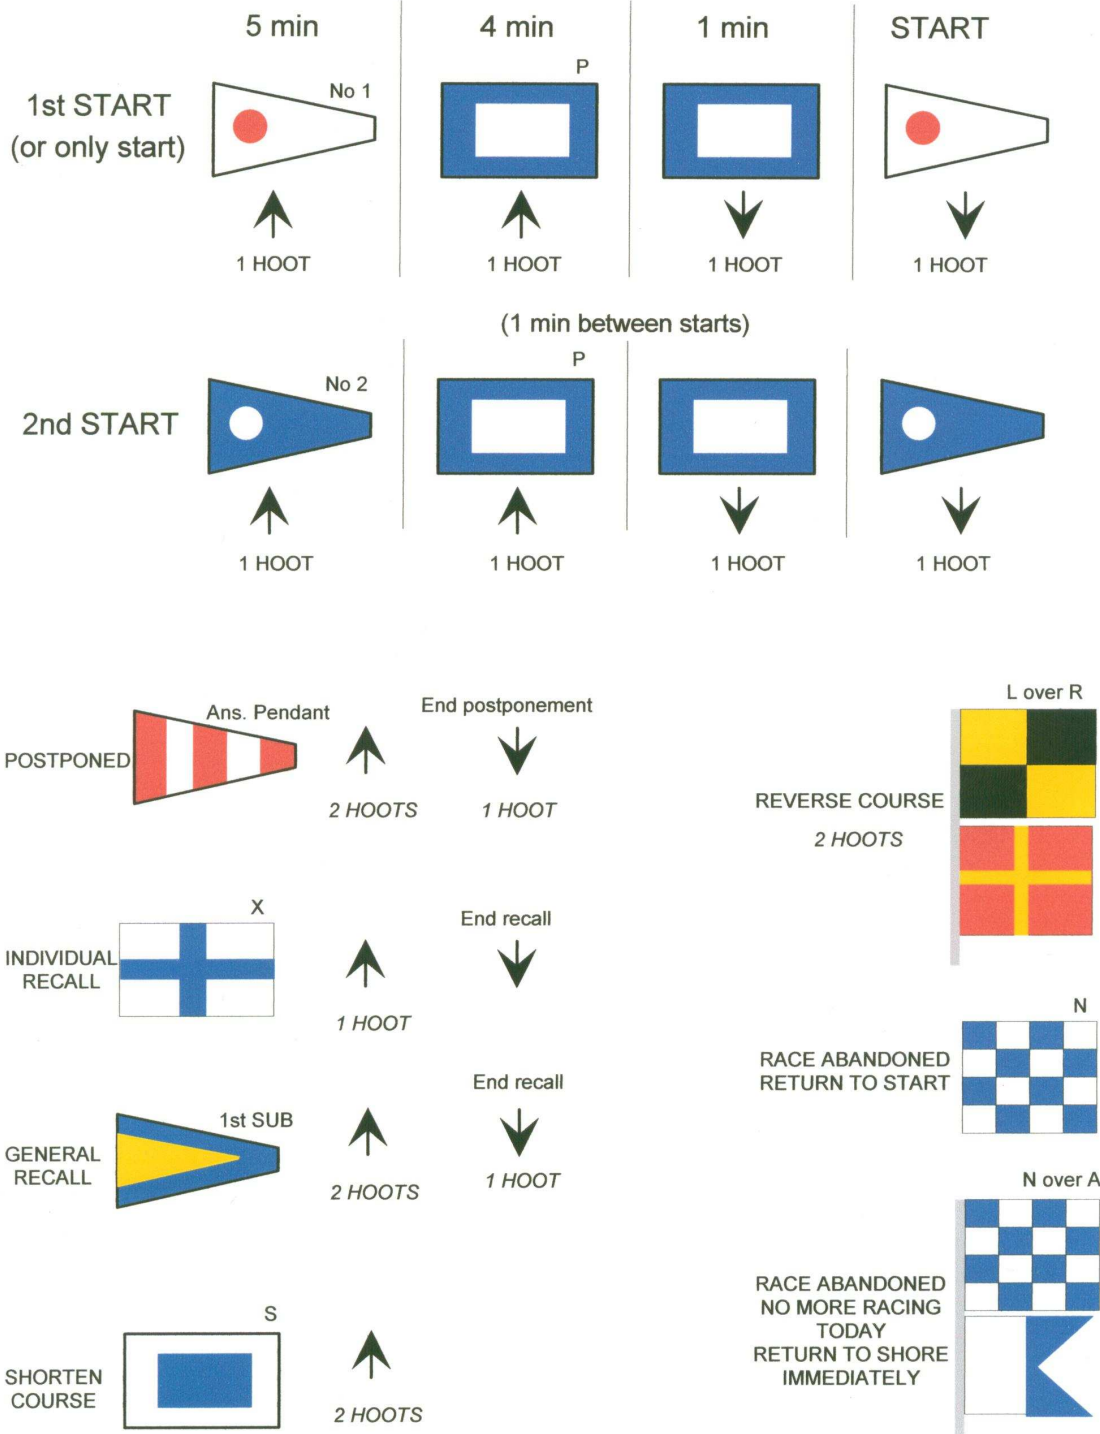 5 min
4 min
1 min
START
1st START
(or only start)
No 1
P
1 HOOT
1 HOOT
1 HOOT
1 HOOT
(1 min between starts)
2nd START
No 2
P
1 HOOT
1 HOOT
1 HOOT
1 HOOT
POSTPONED
Ans. Pendant
2 HOOTS
End postponement
1 HOOT
INDIVIDUAL
RECALL
X
1 HOOT
End recall
GENERAL
RECALL
1st SUB
2 HOOTS
End recall
1 HOOT
SHORTEN
COURSE
S
2 HOOTS
L over R
REVERSE COURSE
2 HOOTS
N
RACE ABANDONED
RETURN TO START
N over A
RACE ABANDONED
NO MORE RACING
TODAY
RETURN TO SHORE
IMMEDIATELY